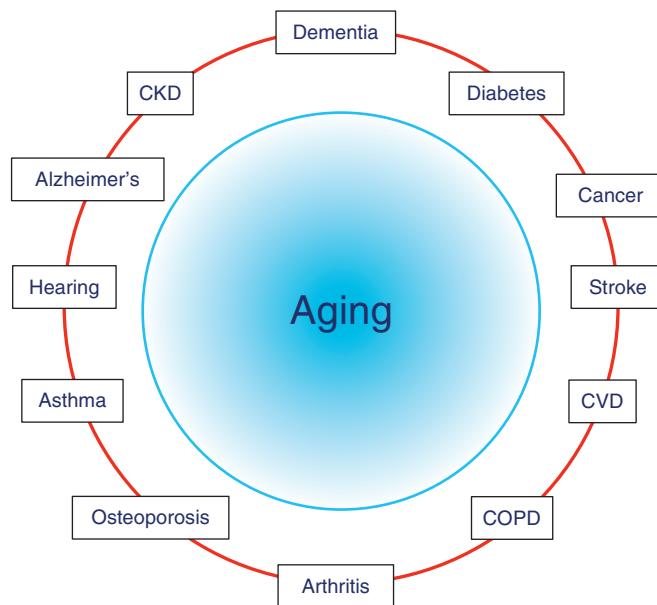 Dementia
CKD
Diabetes
Alzheimer’s
Cancer
Hearing
Aging
Stroke
Asthma
CVD
Osteoporosis
COPD
Arthritis